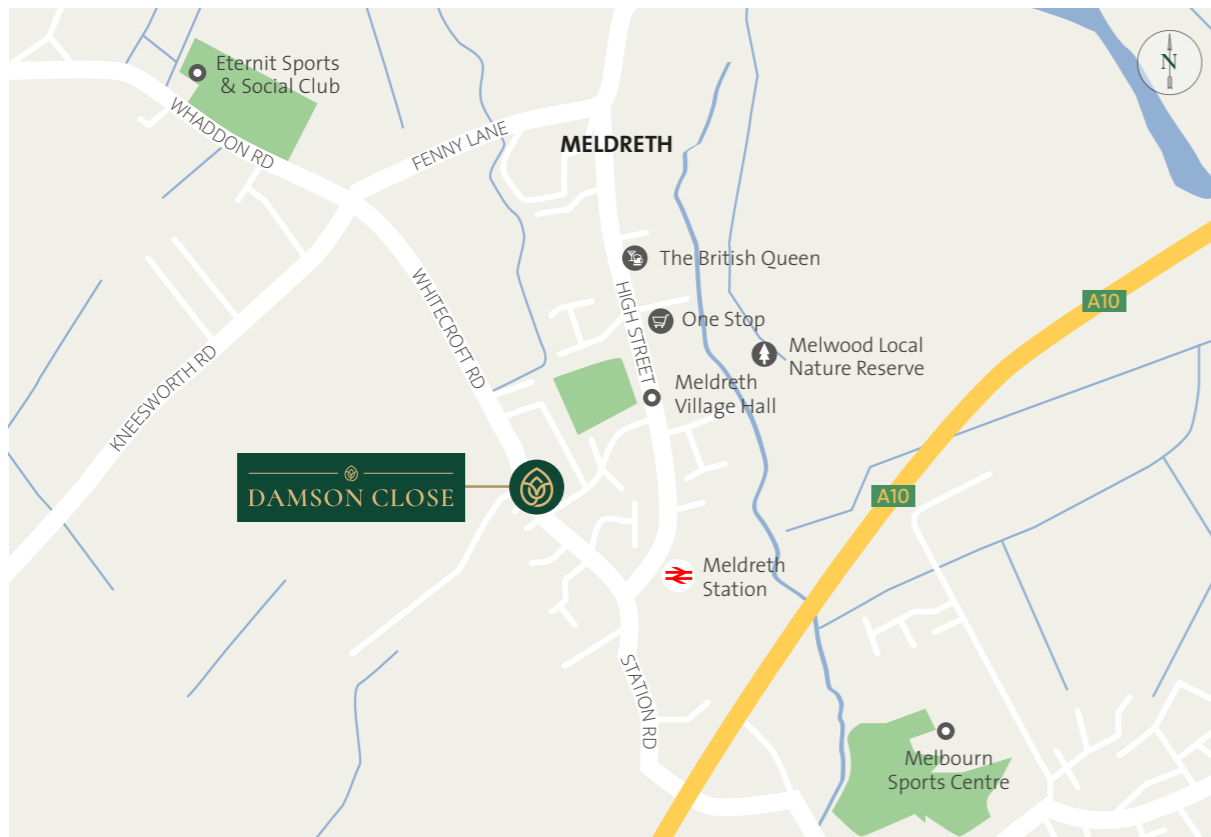 N
Eternit Sports
& Social Club
WHADDON RD
FENNY LANE
MELDRETH
The British Queen
WHITECROFT RD
HIGH STREET
A10
One Stop
Melwood Local
Nature Reserve
KNEESWORTH RD
Meldreth
Village Hall
DAMSON CLOSE
A10
Meldreth
Station
STATION RD
Melbourn
Sports Centre